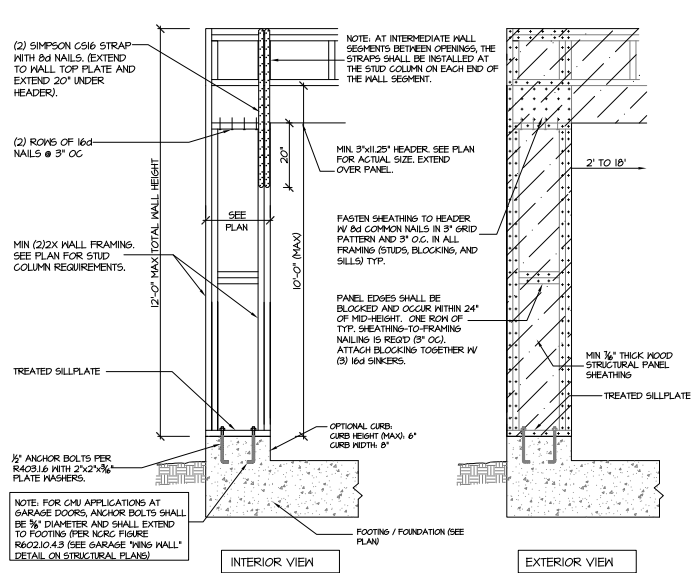 (2) SIMPSON CS16 STRAP
WITH 8d NAILS. (EXTEND
TO WALL TOP PLATE AND
EXTEND 20" UNDER
HEADER).
(2) ROWS OF 16d
NAILS @ 3" OC
12'-0" MAX TOTAL WALL HEIGHT
MIN (2)2X WALL FRAMING.
SEE PLAN FOR STUD
COLUMN REQUIREMENTS.
TREATED SILLPLATE
½" ANCHOR BOLTS PER
R403.1.6 WITH 2"x2"x3/16"
PLATE WASHERS.
NOTE: FOR CMU APPLICATIONS AT
GARAGE DOORS, ANCHOR BOLTS SHALL
BE 5/8" DIAMETER AND SHALL EXTEND
TO FOOTING (PER NCRC FIGURE
R602.10.4.3 (SEE GARAGE "WING WALL"
DETAIL ON STRUCTURAL PLANS)
SEE
PLAN
20"
10'-0" (MAX)
NOTE: AT INTERMEDIATE WALL
SEGMENTS BETWEEN OPENINGS, THE
STRAPS SHALL BE INSTALLED AT
THE STUD COLUMN ON EACH END OF
THE WALL SEGMENT.
MIN. 3"x11.25" HEADER. SEE PLAN
FOR ACTUAL SIZE. EXTEND
OVER PANEL.
FASTEN SHEATHING TO HEADER
W/ 8d COMMON NAILS IN 3" GRID
PATTERN AND 3" O.C. IN ALL
FRAMING (STUDS, BLOCKING, AND
SILLS) TYP.
PANEL EDGES SHALL BE
BLOCKED AND OCCUR WITHIN 24"
OF MID-HEIGHT. ONE ROW OF
TYP. SHEATHING-TO-FRAMING
NAILING IS REQ'D (3" OC).
ATTACH BLOCKING TOGETHER W/
(3) 16d SINKERS.
OPTIONAL CURB:
CURB HEIGHT (MAX): 6"
CURB WIDTH: 8"
FOOTING / FOUNDATION (SEE
PLAN)
INTERIOR VIEW
2' TO 18'
MIN 7/16" THICK WOOD
STRUCTURAL PANEL
SHEATHING
TREATED SILLPLATE
EXTERIOR VIEW